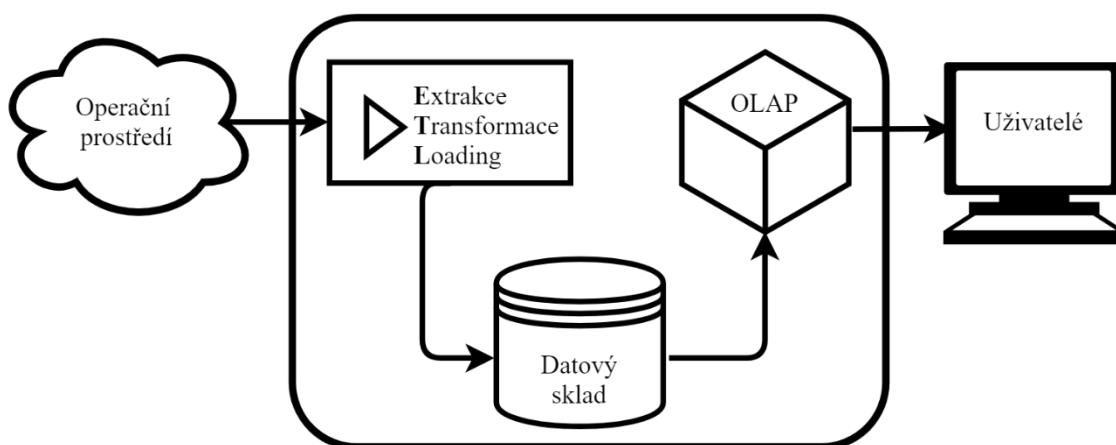 Operační
prostředí
Extrakce
Transformace
Loading
Datový
sklad
OLAP
Uživatelé